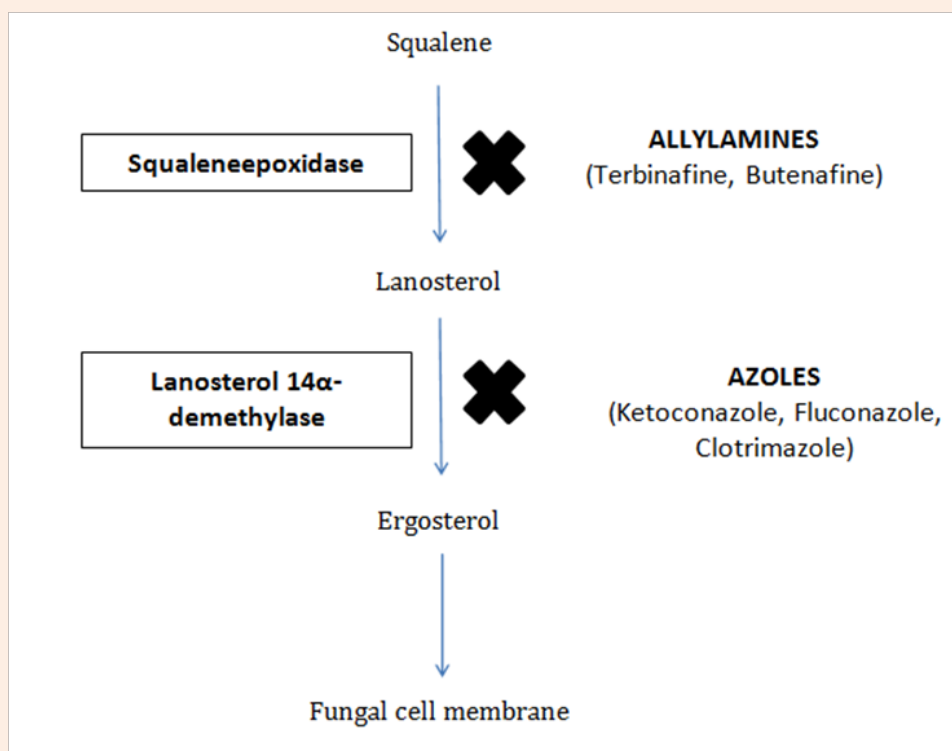 Squalene
Squaleneepoxidase
ALLYLAMINES
(Terbinafine, Butenafine)
Lanosterol
Lanosterol 14α-
demethylase
AZOLES
(Ketoconazole, Fluconazole,
Clotrimazole)
Ergosterol
Fungal cell membrane